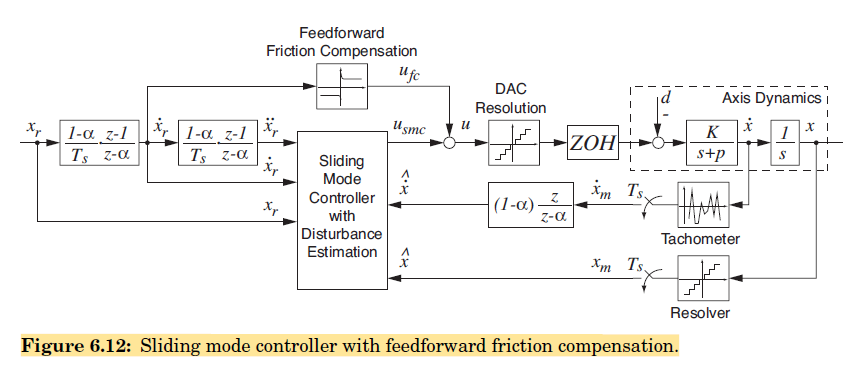 Feedforward
Friction Compensation
u_fc
DAC
Resolution
d
-
Axis Dynamics
x_r
1-α z-1
T_s z-α
ẋ_r
1-α z-1
T_s z-α
ẍ_r
ẋ_r
x_r
Sliding
Mode
Controller
with
Disturbance
Estimation
u_smc
u
ZOH
K
s+p
ẋ
1
s
x
x̂̇
(1-α) z
z-α
ẋ_m
T_s
Tachometer
x̂
x_m
T_s
Resolver
Figure 6.12: Sliding mode controller with feedforward friction compensation.